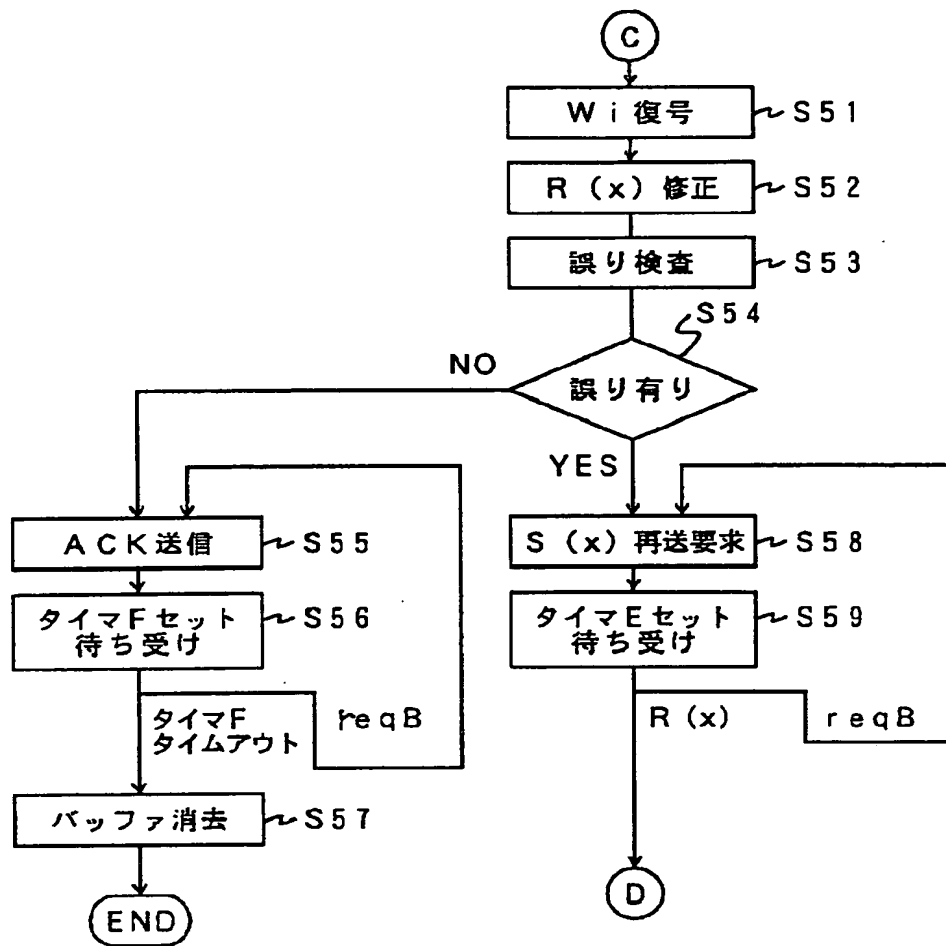 C
Ｗｉ復号
S51
R（x）修正
S52
誤り検査
S53
S54
誤り有り
NO
YES
ACK送信
S55
タイマFセット
待ち受け
S56
タイマF
タイムアウト
reqB
バッファ消去
S57
END
S（x）再送要求
S58
タイマEセット
待ち受け
S59
R（x）
reqB
D